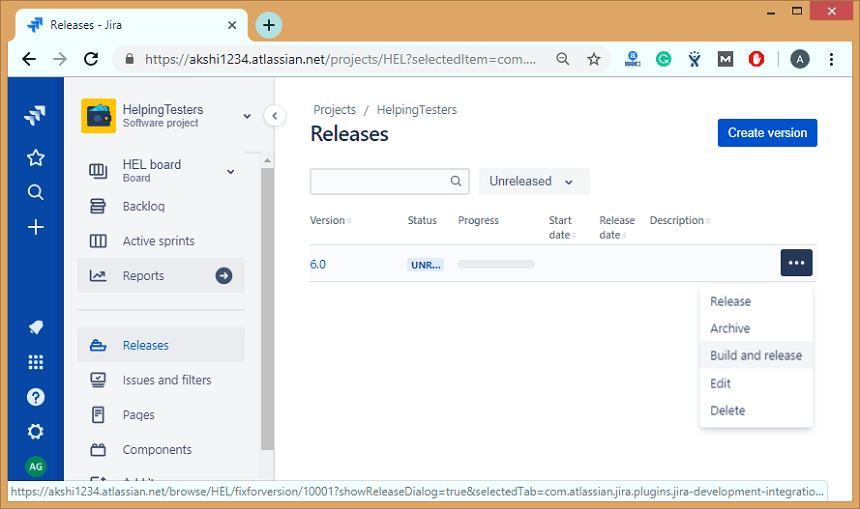 Releases - Jira
https://akshi1234.atlassian.net/projects/HEL?selectedItem=com....
A
HelpingTesters
Software project
HEL board
Board
Backlog
Active sprints
Reports
Releases
Issues and filters
Pages
Components
AG
Projects / HelpingTesters
Releases
Create version
Unreleased
Version Status Progress Start date Release date Description
6.0 UNR...
Release
Archive
Build and release
Edit
Delete
https://akshi1234.atlassian.net/browse/HEL/fixforversion/10001?showReleaseDialog=true&selectedTab=com.atlassian.jira.plugins.jira-development-integratio...